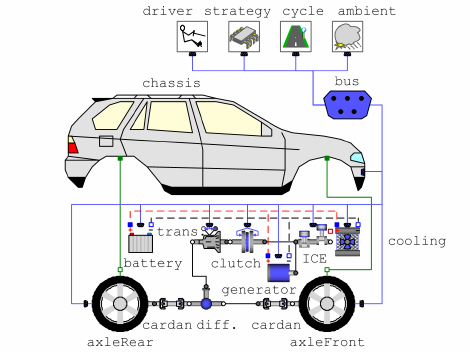 driver strategy cycle ambient
chassis
bus
trans
cooling
battery
clutch
ICE
generator
cardan diff. cardan
axleRear
axleFront